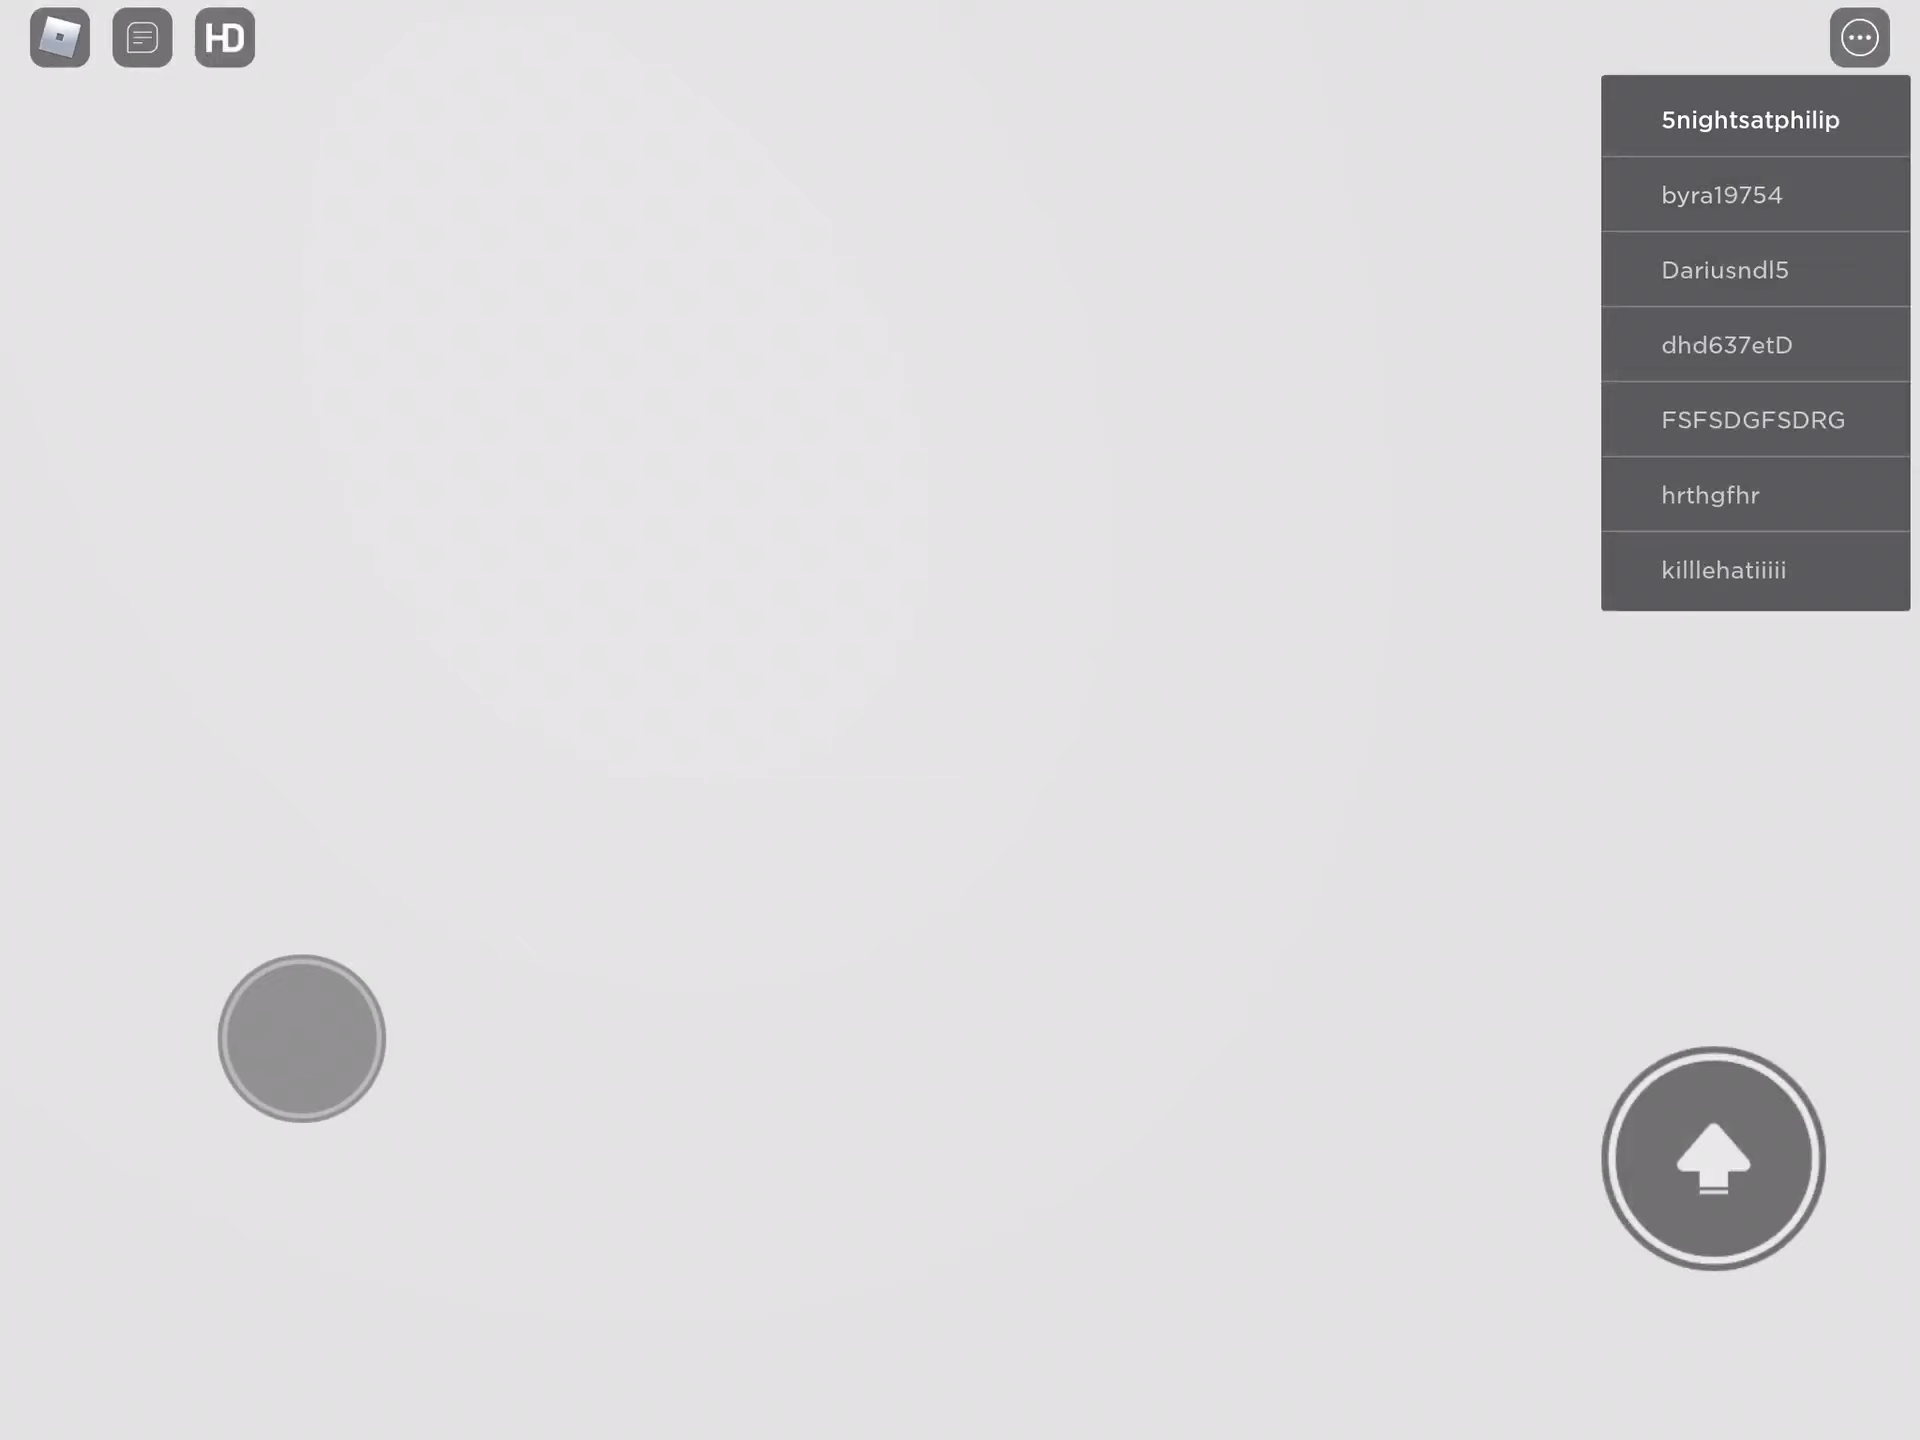 HD
5nightsatphilip
byra19754
Dariusndl5
dhd637etD
FSFSDGFSDRG
hrthgfhr
killlehatiiiii